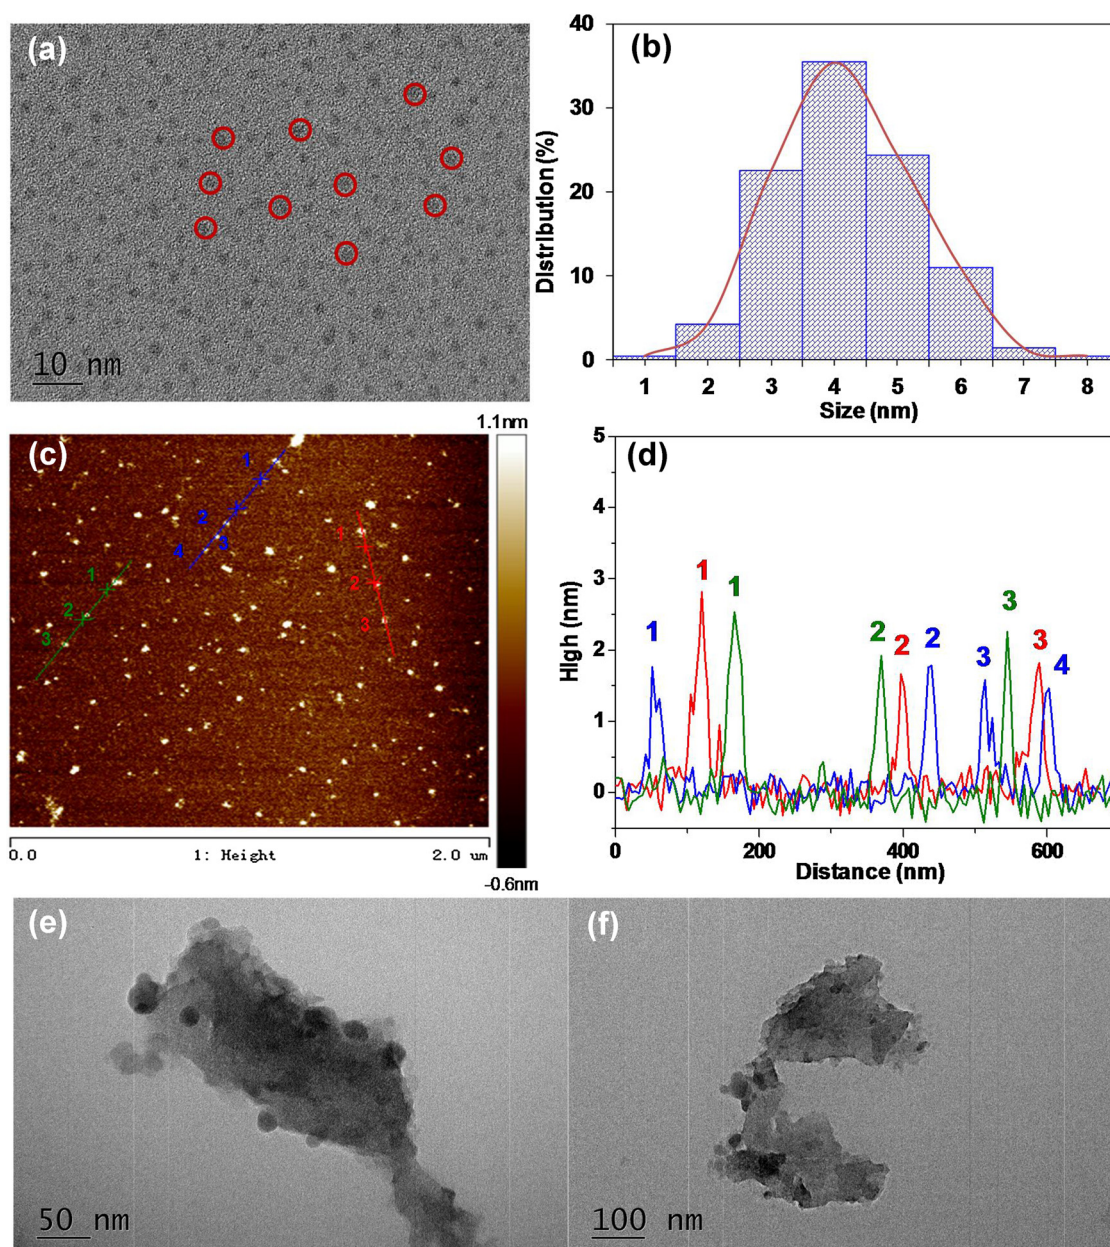 (a)
10 nm
(b)
40
30
20
10
0
Distribution (%)
1 2 3 4 5 6 7 8
Size (nm)
(c)
1
2
3
4
1
2
3
1
2
3
1.1nm
-0.6nm
0.0 1: Height 2.0 um
(d)
5
4
3
2
1
0
High (nm)
1 1 1 2 2 2 3 3 3 4
0 200 400 600
Distance (nm)
(e)
50 nm
(f)
100 nm